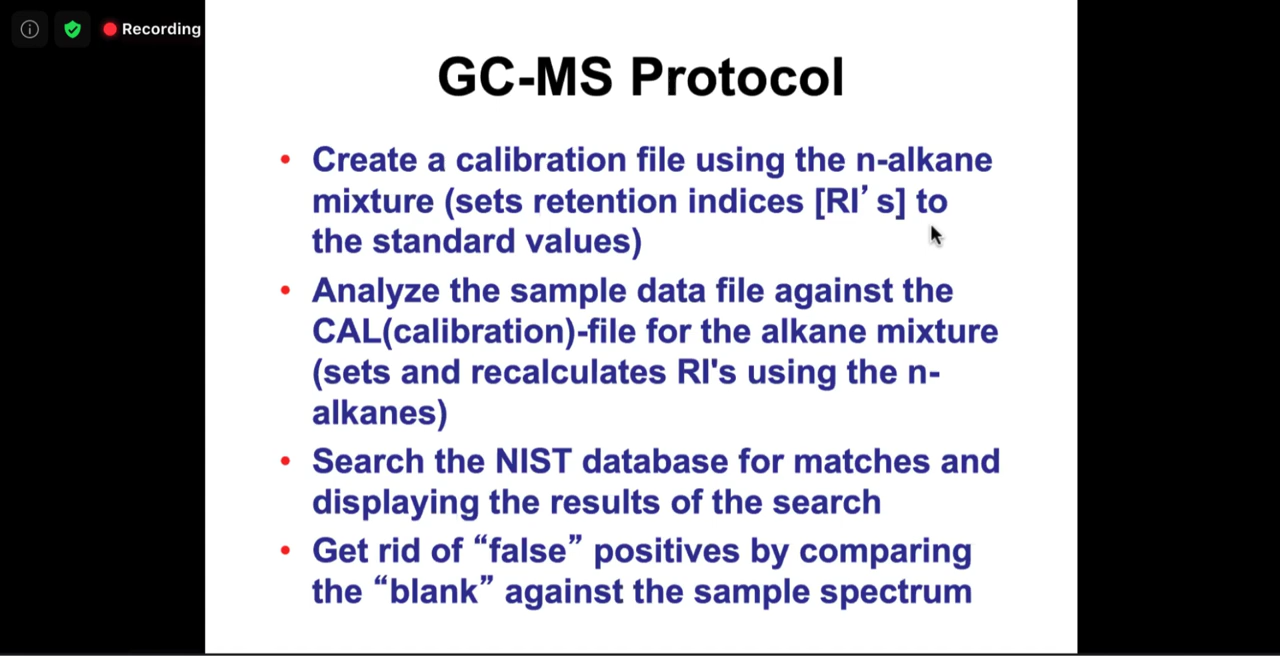 Recording
GC-MS Protocol
• Create a calibration file using the n-alkane
mixture (sets retention indices [RI’s] to
the standard values)
• Analyze the sample data file against the
CAL(calibration)-file for the alkane mixture
(sets and recalculates RI's using the n-
alkanes)
• Search the NIST database for matches and
displaying the results of the search
• Get rid of “false” positives by comparing
the “blank” against the sample spectrum